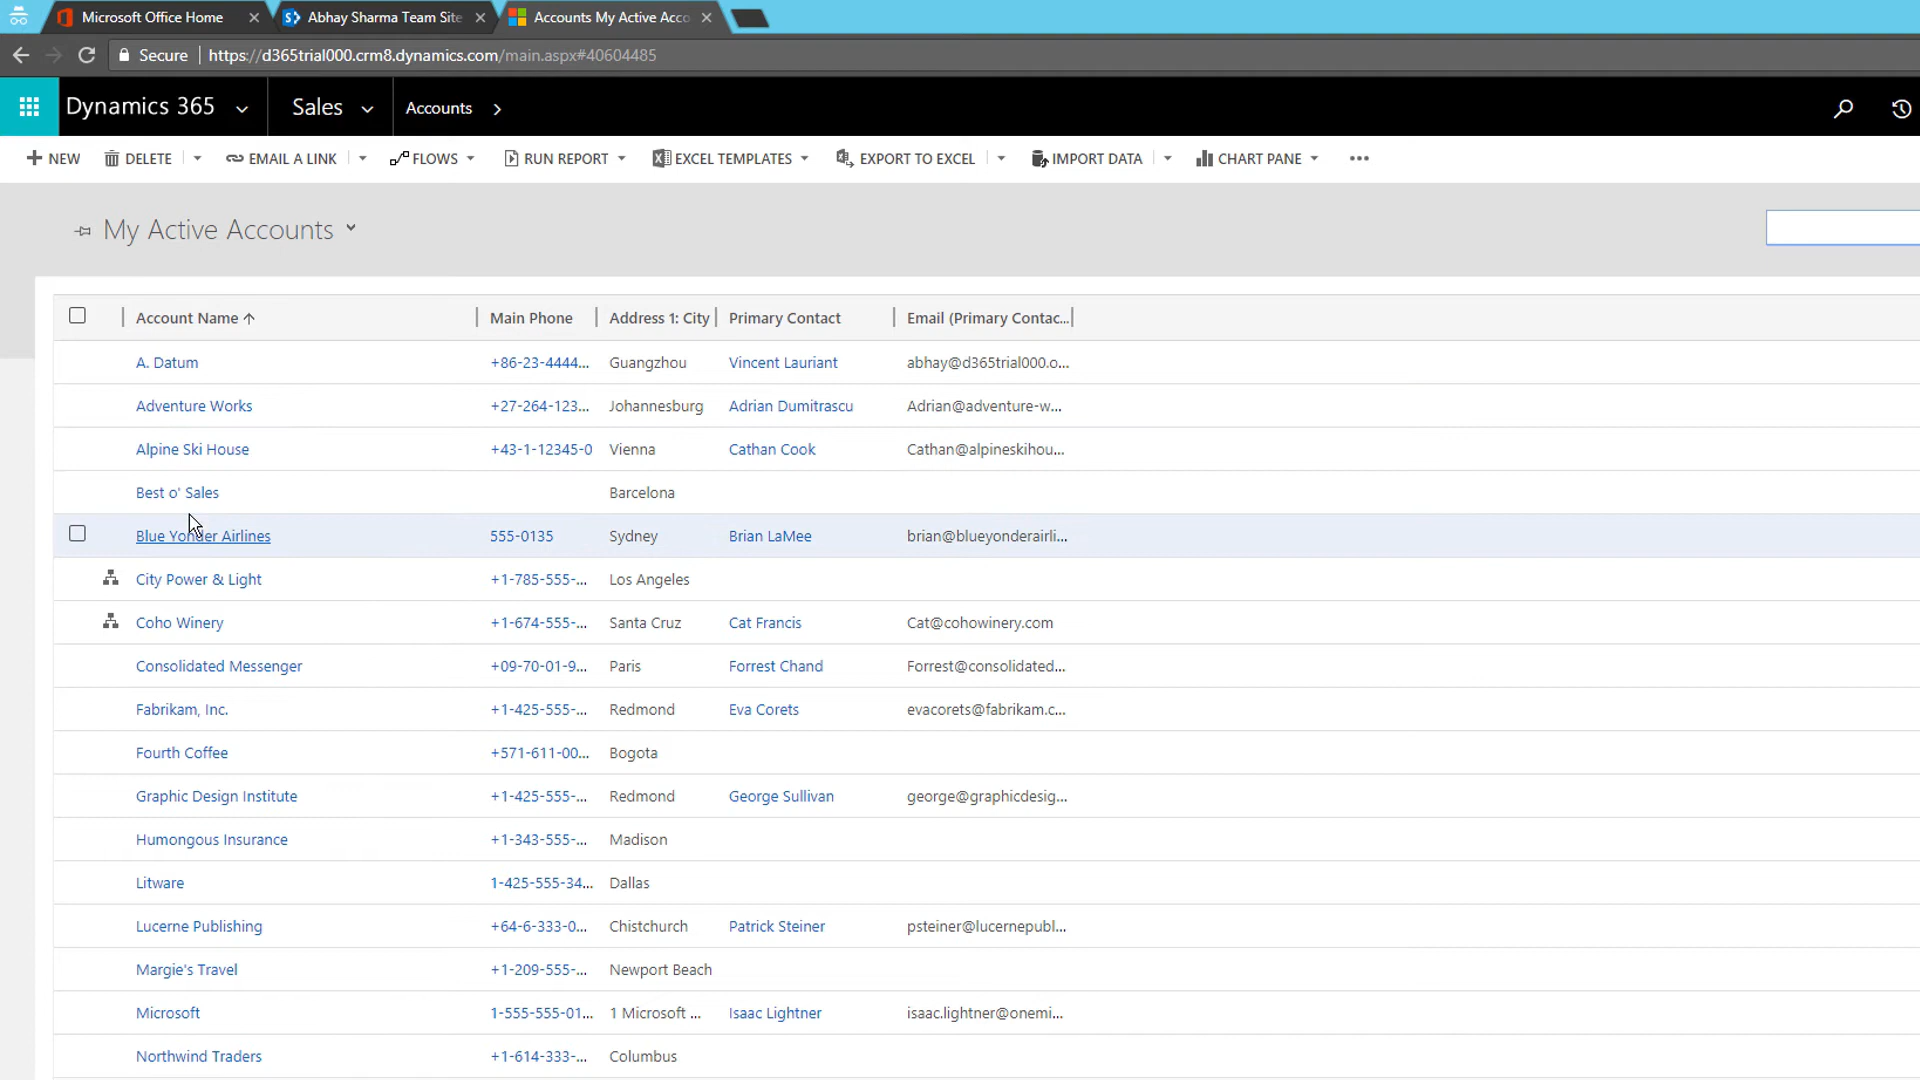 Microsoft Office Home
Abhay Sharma Team Site
Accounts My Active Acco
Secure https://d365trial000.crm8.dynamics.com/main.aspx#40604485
Dynamics 365 Sales Accounts
NEW DELETE EMAIL A LINK FLOWS RUN REPORT EXCEL TEMPLATES EXPORT TO EXCEL IMPORT DATA CHART PANE
My Active Accounts
Account Name Main Phone Address 1: City Primary Contact Email (Primary Contac...
A. Datum +86-23-4444... Guangzhou Vincent Lauriant abhay@d365trial000.o...
Adventure Works +27-264-123... Johannesburg Adrian Dumitrascu Adrian@adventure-w...
Alpine Ski House +43-1-12345-0 Vienna Cathan Cook Cathan@alpineskihou...
Best o' Sales Barcelona
Blue Yonder Airlines 555-0135 Sydney Brian LaMee brian@blueyonderairli...
City Power & Light +1-785-555-... Los Angeles
Coho Winery +1-674-555-... Santa Cruz Cat Francis Cat@cohowinery.com
Consolidated Messenger +09-70-01-9... Paris Forrest Chand Forrest@consolidated...
Fabrikam, Inc. +1-425-555-... Redmond Eva Corets evacorets@fabrikam.c...
Fourth Coffee +571-611-00... Bogota
Graphic Design Institute +1-425-555-... Redmond George Sullivan george@graphicdesig...
Humongous Insurance +1-343-555-... Madison
Litware 1-425-555-34... Dallas
Lucerne Publishing +64-6-333-0... Chistchurch Patrick Steiner psteiner@lucernepubl...
Margie's Travel +1-209-555-... Newport Beach
Microsoft 1-555-555-01... 1 Microsoft ... Isaac Lightner isaac.lightner@onemi...
Northwind Traders +1-614-333-... Columbus